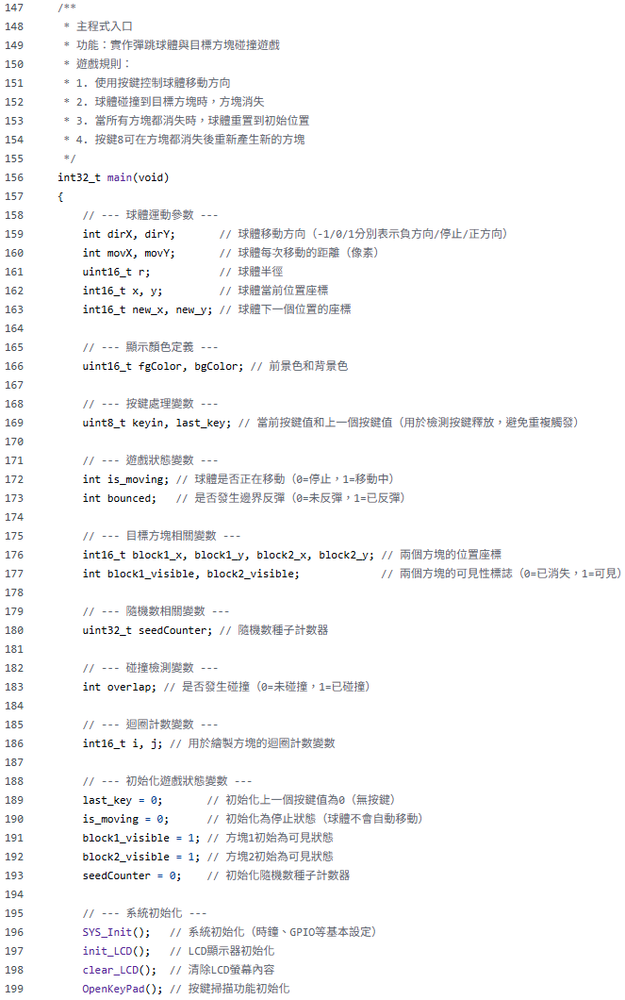 147 /**
148 * 主程式入口
149 * 功能：實作彈跳球體與目標方塊碰撞遊戲
150 * 遊戲規則：
151 * 1. 使用按鍵控制球體移動方向
152 * 2. 球體碰撞到目標方塊時，方塊消失
153 * 3. 當所有方塊都消失時，球體重置到初始位置
154 * 4. 按鍵8可在方塊都消失後重新產生新的方塊
155 */
156 int32_t main(void)
157 {
158 // --- 球體運動參數 ---
159 int dirX, dirY; // 球體移動方向（-1/0/1分別表示負方向/停止/正方向）
160 int movX, movY; // 球體每次移動的距離（像素）
161 uint16_t r; // 球體半徑
162 int16_t x, y; // 球體當前位置座標
163 int16_t new_x, new_y; // 球體下一個位置的座標
164
165 // --- 顯示顏色定義 ---
166 uint16_t fgColor, bgColor; // 前景色和背景色
167
168 // --- 按鍵處理變數 ---
169 uint8_t keyin, last_key; // 當前按鍵值和上一個按鍵值（用於檢測按鍵釋放，避免重複觸發）
170
171 // --- 遊戲狀態變數 ---
172 int is_moving; // 球體是否正在移動（0=停止，1=移動中）
173 int bounced; // 是否發生邊界反彈（0=未反彈，1=已反彈）
174
175 // --- 目標方塊相關變數 ---
176 int16_t block1_x, block1_y, block2_x, block2_y; // 兩個方塊的位置座標
177 int block1_visible, block2_visible; // 兩個方塊的可見性標誌（0=已消失，1=可見）
178
179 // --- 隨機數相關變數 ---
180 uint32_t seedCounter; // 隨機數種子計數器
181
182 // --- 碰撞檢測變數 ---
183 int overlap; // 是否發生碰撞（0=未碰撞，1=已碰撞）
184
185 // --- 迴圈計數變數 ---
186 int16_t i, j; // 用於繪製方塊的迴圈計數變數
187
188 // --- 初始化遊戲狀態變數 ---
189 last_key = 0; // 初始化上一個按鍵值為0（無按鍵）
190 is_moving = 0; // 初始化為停止狀態（球體不會自動移動）
191 block1_visible = 1; // 方塊1初始為可見狀態
192 block2_visible = 1; // 方塊2初始為可見狀態
193 seedCounter = 0; // 初始化隨機數種子計數器
194
195 // --- 系統初始化 ---
196 SYS_Init(); // 系統初始化（時鐘、GPIO等基本設定）
197 init_LCD(); // LCD顯示器初始化
198 clear_LCD(); // 清除LCD螢幕內容
199 OpenKeyPad(); // 按鍵掃描功能初始化